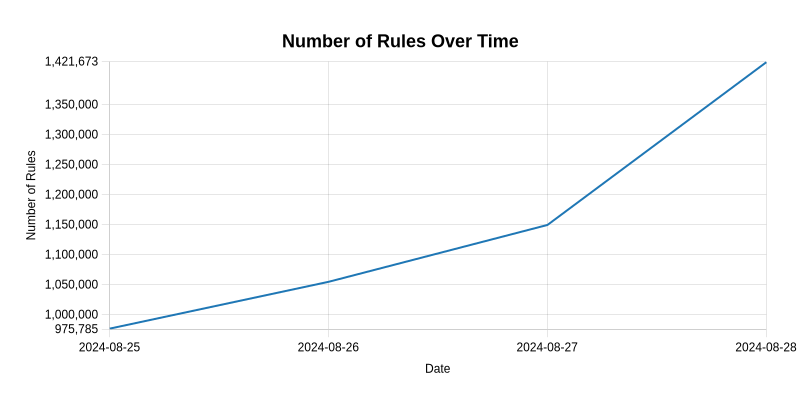 Number of Rules Over Time
1,421,673
1,350,000
1,300,000
1,250,000
1,200,000
1,150,000
1,100,000
1,050,000
1,000,000
975,785
Number of Rules
2024-08-25 2024-08-26 2024-08-27 2024-08-28
Date